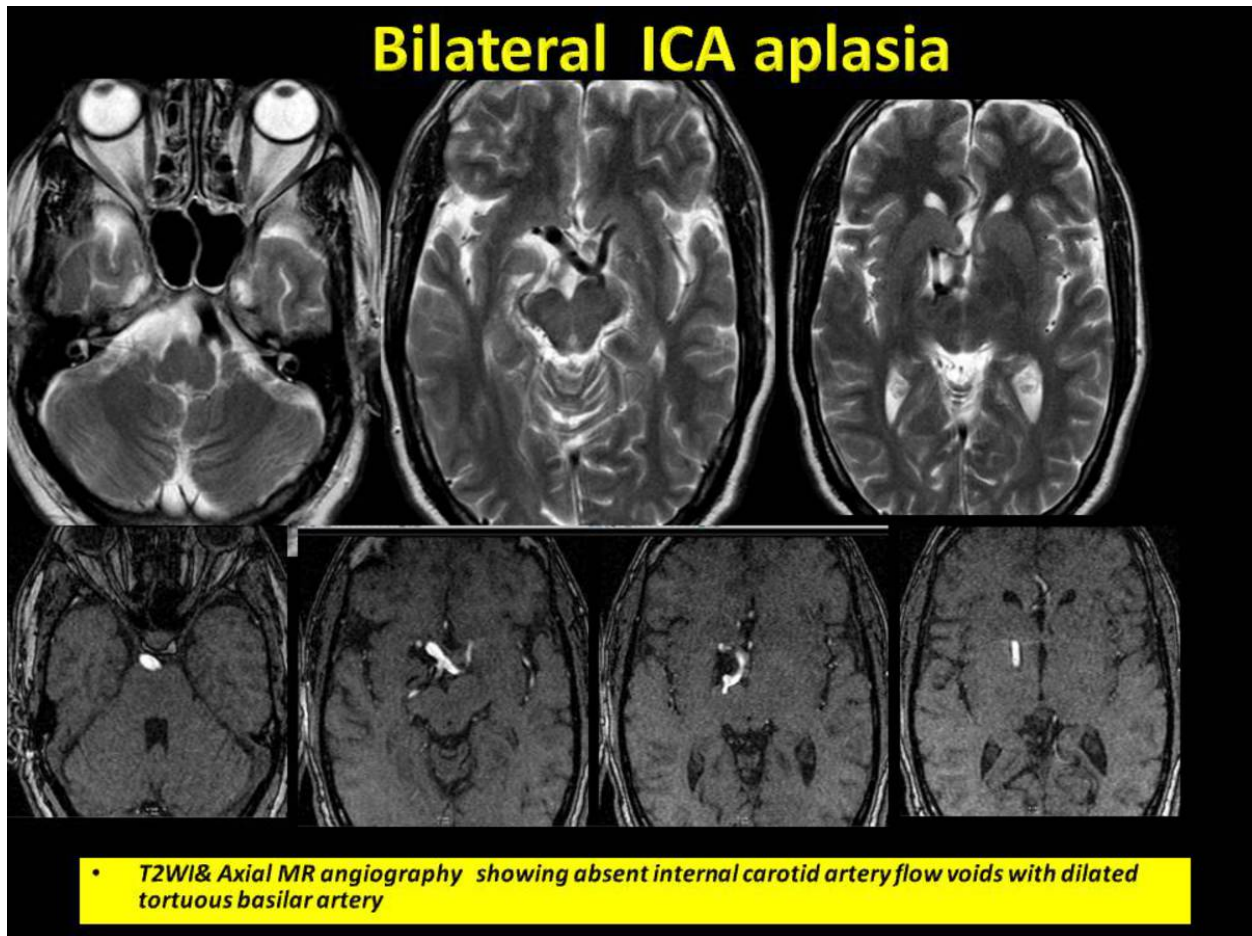 Bilateral ICA aplasia
• T2WI& Axial MR angiography showing absent internal carotid artery flow voids with dilated
tortuous basilar artery